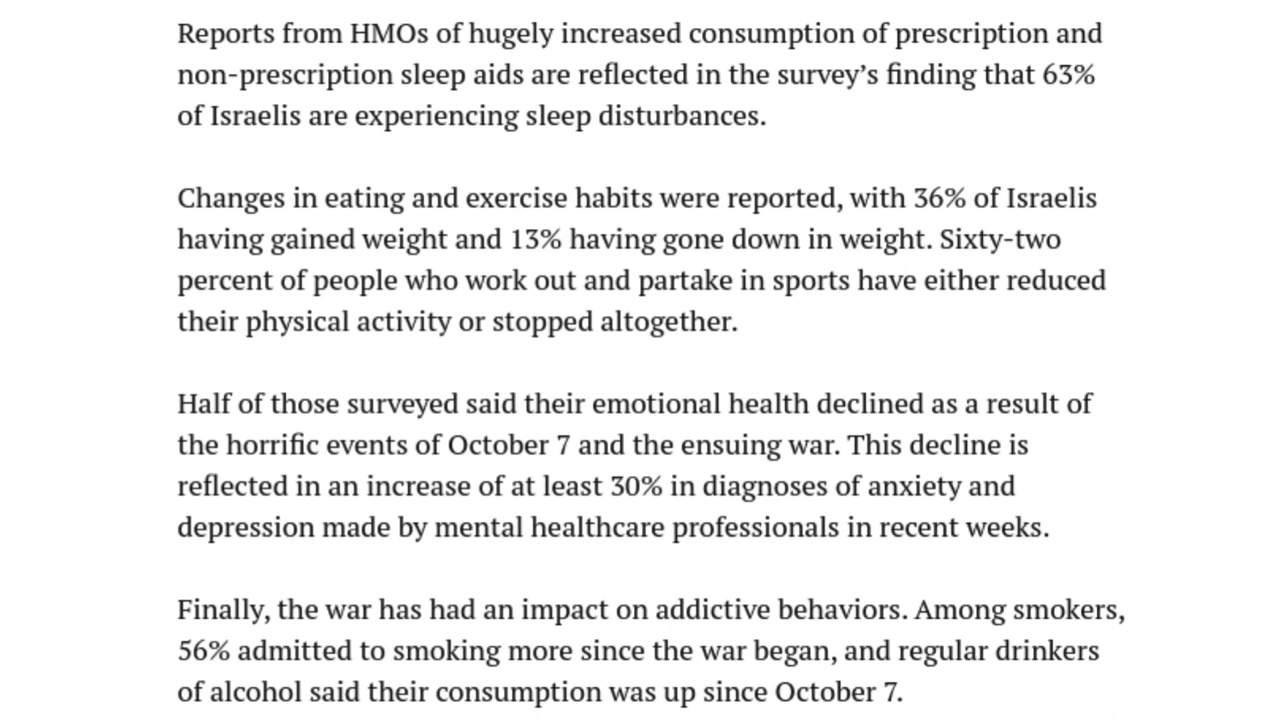 Reports from HMOs of hugely increased consumption of prescription and
non-prescription sleep aids are reflected in the survey’s finding that 63%
of Israelis are experiencing sleep disturbances.
Changes in eating and exercise habits were reported, with 36% of Israelis
having gained weight and 13% having gone down in weight. Sixty-two
percent of people who work out and partake in sports have either reduced
their physical activity or stopped altogether.
Half of those surveyed said their emotional health declined as a result of
the horrific events of October 7 and the ensuing war. This decline is
reflected in an increase of at least 30% in diagnoses of anxiety and
depression made by mental healthcare professionals in recent weeks.
Finally, the war has had an impact on addictive behaviors. Among smokers,
56% admitted to smoking more since the war began, and regular drinkers
of alcohol said their consumption was up since October 7.